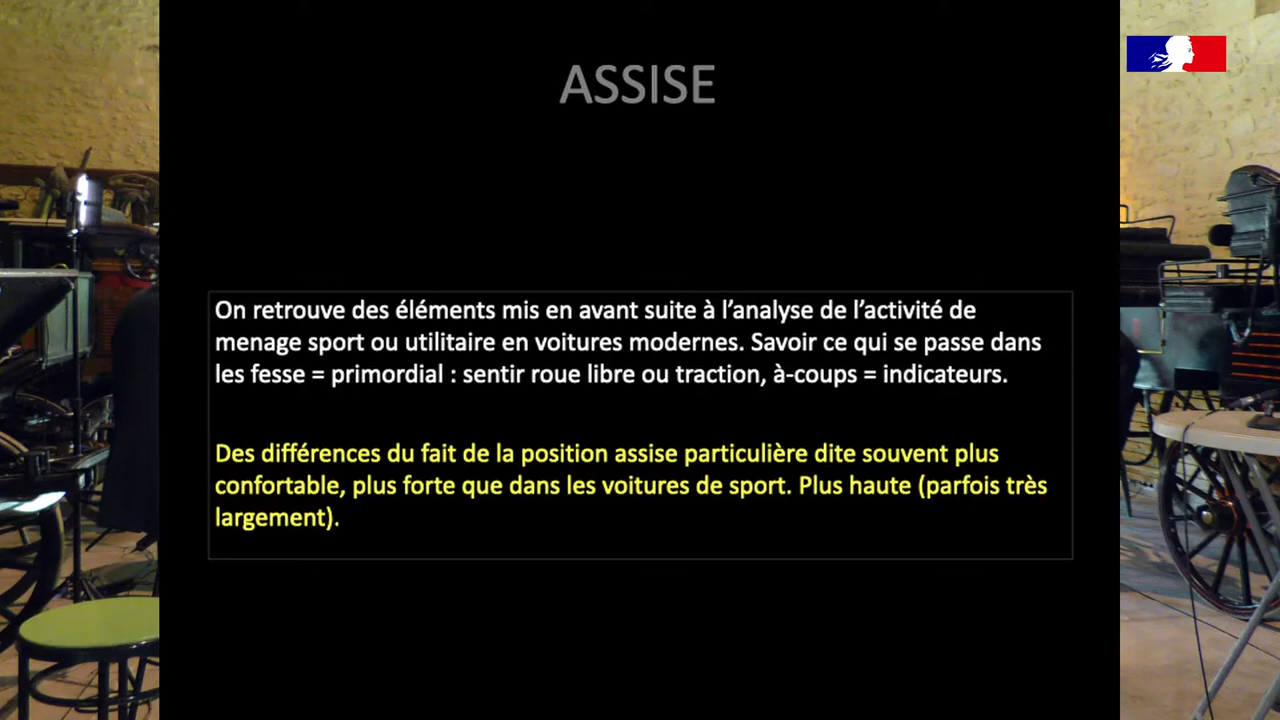 ASSISE
On retrouve des éléments mis en avant suite à l’analyse de l’activité de
menage sport ou utilitaire en voitures modernes. Savoir ce qui se passe dans
les fesse = primordial : sentir roue libre ou traction, à-coups = indicateurs.
Des différences du fait de la position assise particulière dite souvent plus
confortable, plus forte que dans les voitures de sport. Plus haute (parfois très
largement).